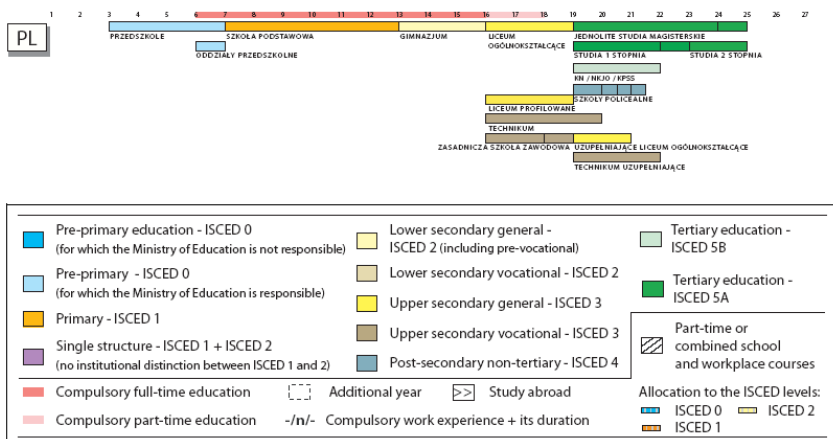 1 2 3 4 5 6 7 8 9 10 11 12 13 14 15 16 17 18 19 20 21 22 23 24 25 26 27
PL
PRZEDSZKOLE SZKOŁA PODSTAWOWA GIMNAZJUM LICEUM OGÓLNOKSZTAŁCĄCE JEDNOLITE STUDIA MAGISTERSKIE
ODDZIAŁY PRZEDSZKOLNE STUDIA 1 STOPNIA STUDIA 2 STOPNIA
KN / NKJO / KPSS
SZKOŁY POLICEALNE
LICEUM PROFILOWANE
TECHNIKUM
ZASADNICZA SZKOŁA ZAWODOWA UZUPEŁNIAJĄCE LICEUM OGÓLNOKSZTAŁCĄCE
TECHNIKUM UZUPEŁNIAJĄCE
Pre-primary education - ISCED 0
(for which the Ministry of Education is not responsible)
Pre-primary - ISCED 0
(for which the Ministry of Education is responsible)
Primary - ISCED 1
Single structure - ISCED 1 + ISCED 2
(no institutional distinction between ISCED 1 and 2)
Lower secondary general -
ISCED 2 (including pre-vocational)
Lower secondary vocational - ISCED 2
Upper secondary general - ISCED 3
Upper secondary vocational - ISCED 3
Post-secondary non-tertiary - ISCED 4
Tertiary education -
ISCED 5B
Tertiary education -
ISCED 5A
Part-time or
combined school
and workplace courses
Compulsory full-time education Additional year >> Study abroad
Compulsory part-time education -/n/- Compulsory work experience + its duration
Allocation to the ISCED levels:
ISCED 0 ISCED 2
ISCED 1